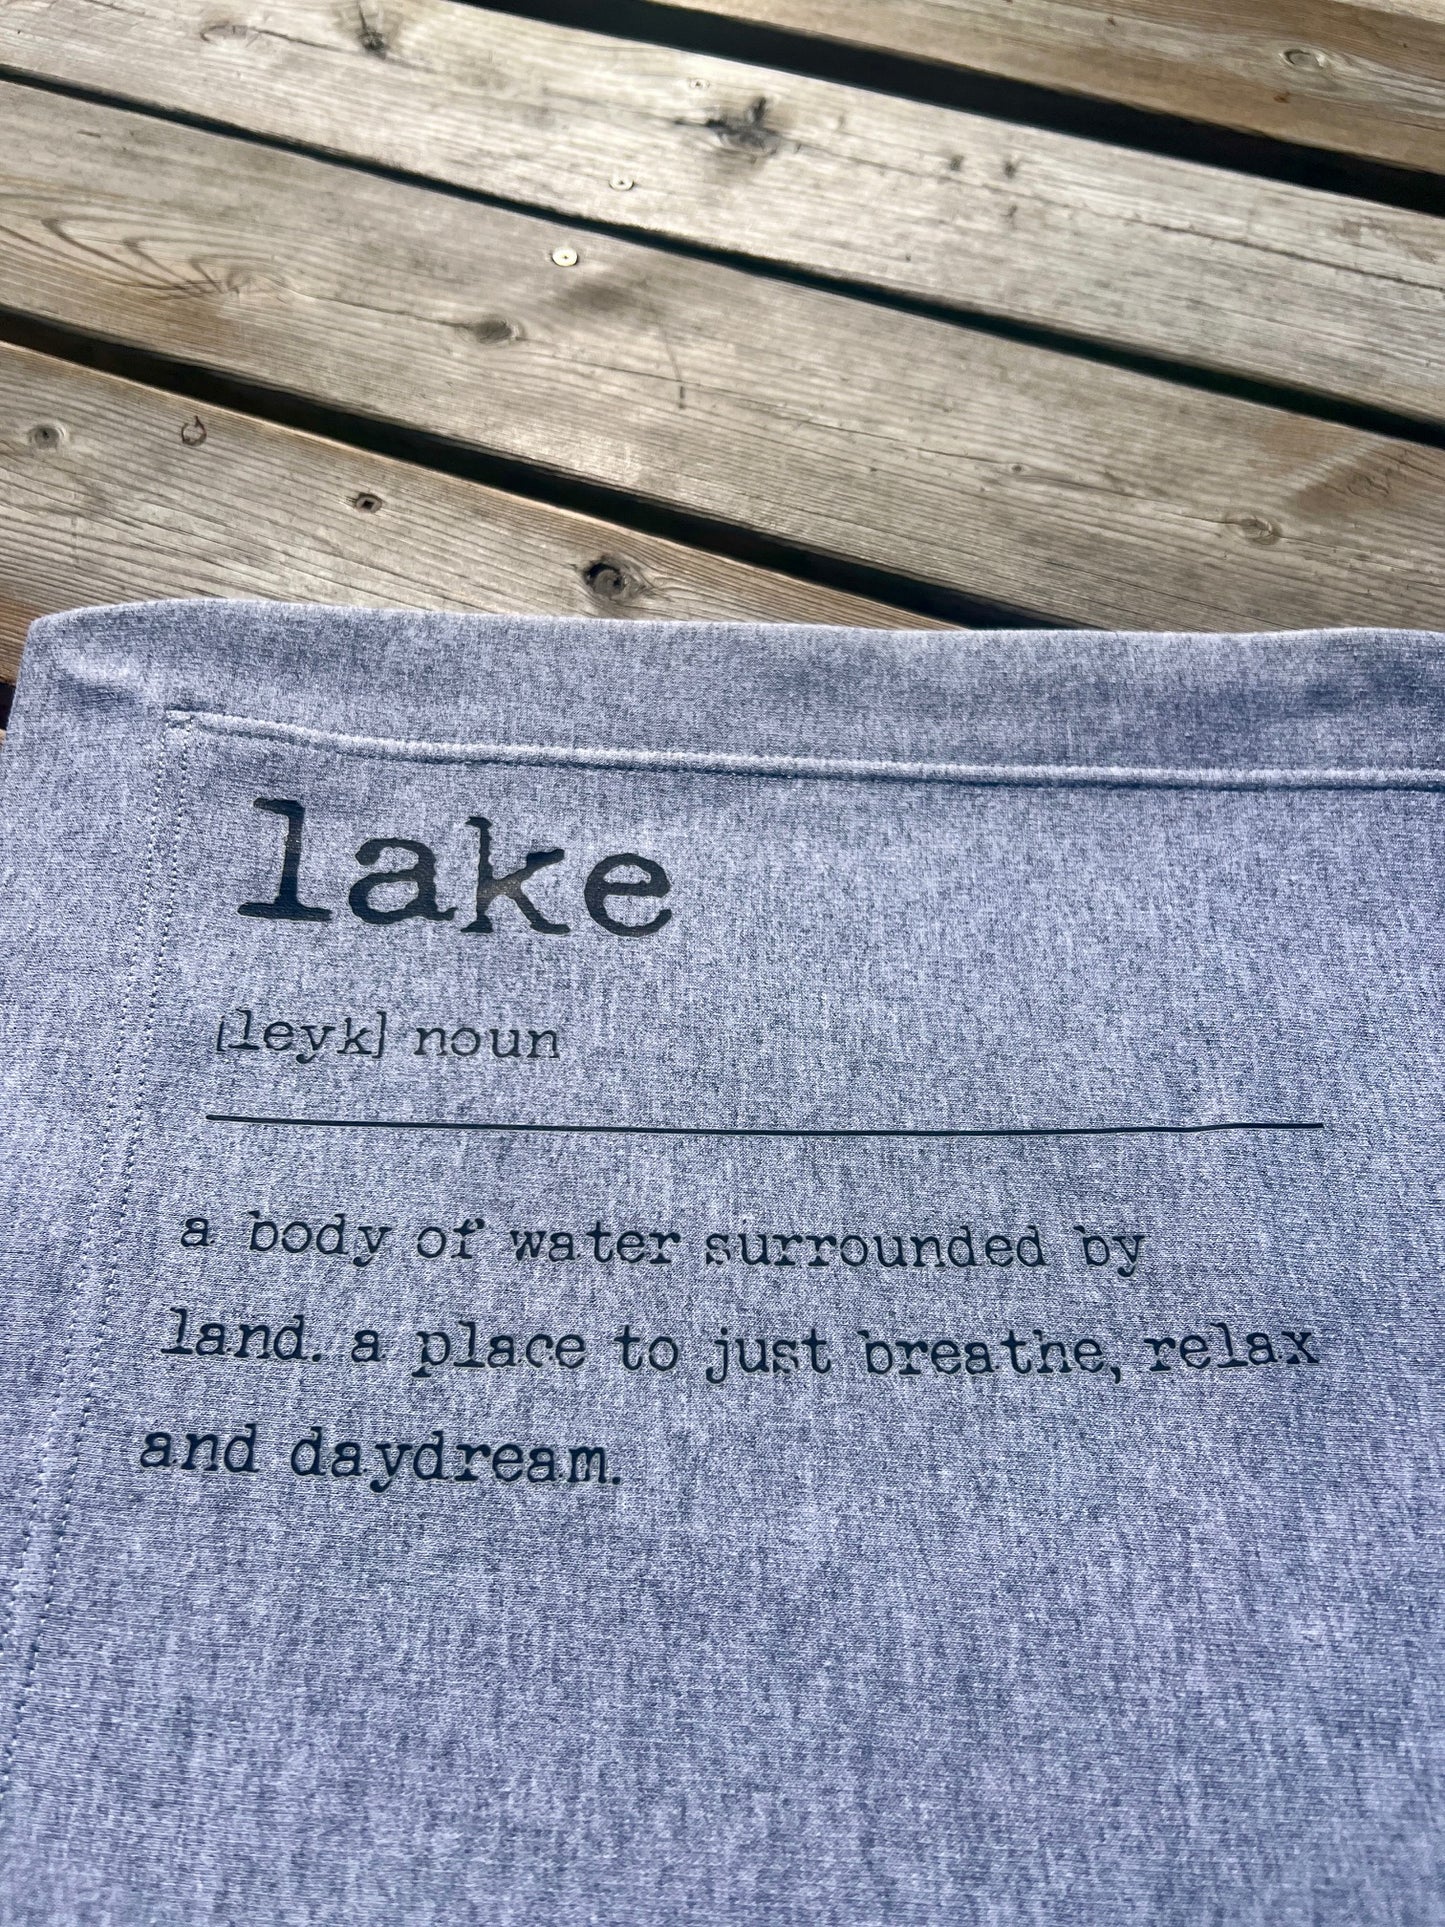 lake
[leyk] noun
a body of water surrounded by
land. a place to just breathe, relax
and daydream.